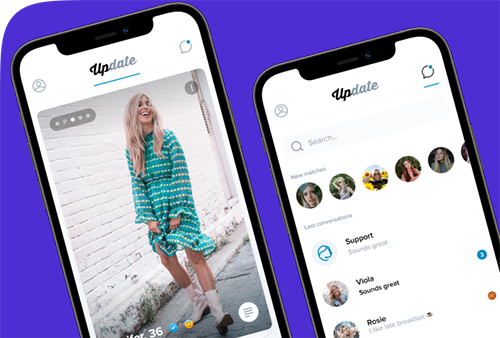 Update
ifer, 36
Update
Search...
New matches
Last conversations
Support
Sounds great
3
Viola
Sounds great
Rosie
I like late breakfast